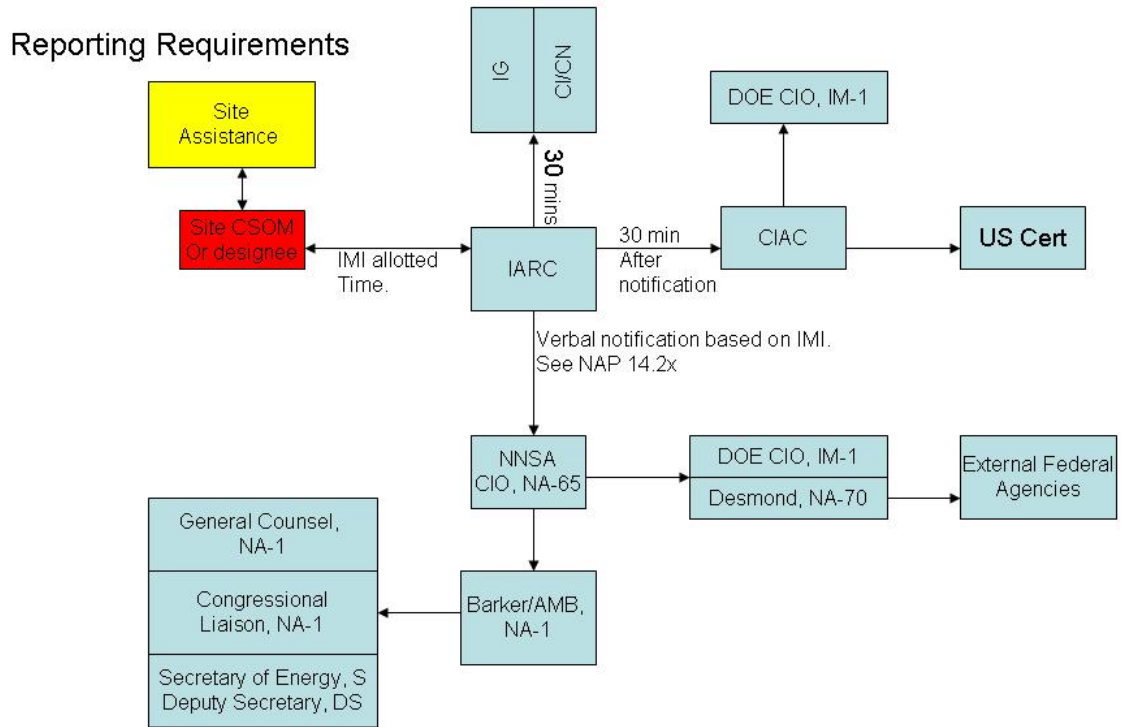 Reporting Requirements
IG
CI/CN
DOE CIO, IM-1
Site
Assistance
30 mins
Site CSOM
Or designee
IMI allotted
Time.
IARC
30 min
After
notification
CIAC
US Cert
Verbal notification based on IMI.
See NAP 14.2x
NNSA
CIO, NA-65
DOE CIO, IM-1
Desmond, NA-70
External Federal
Agencies
General Counsel,
NA-1
Congressional
Liaison, NA-1
Secretary of Energy, S
Deputy Secretary, DS
Barker/AMB,
NA-1